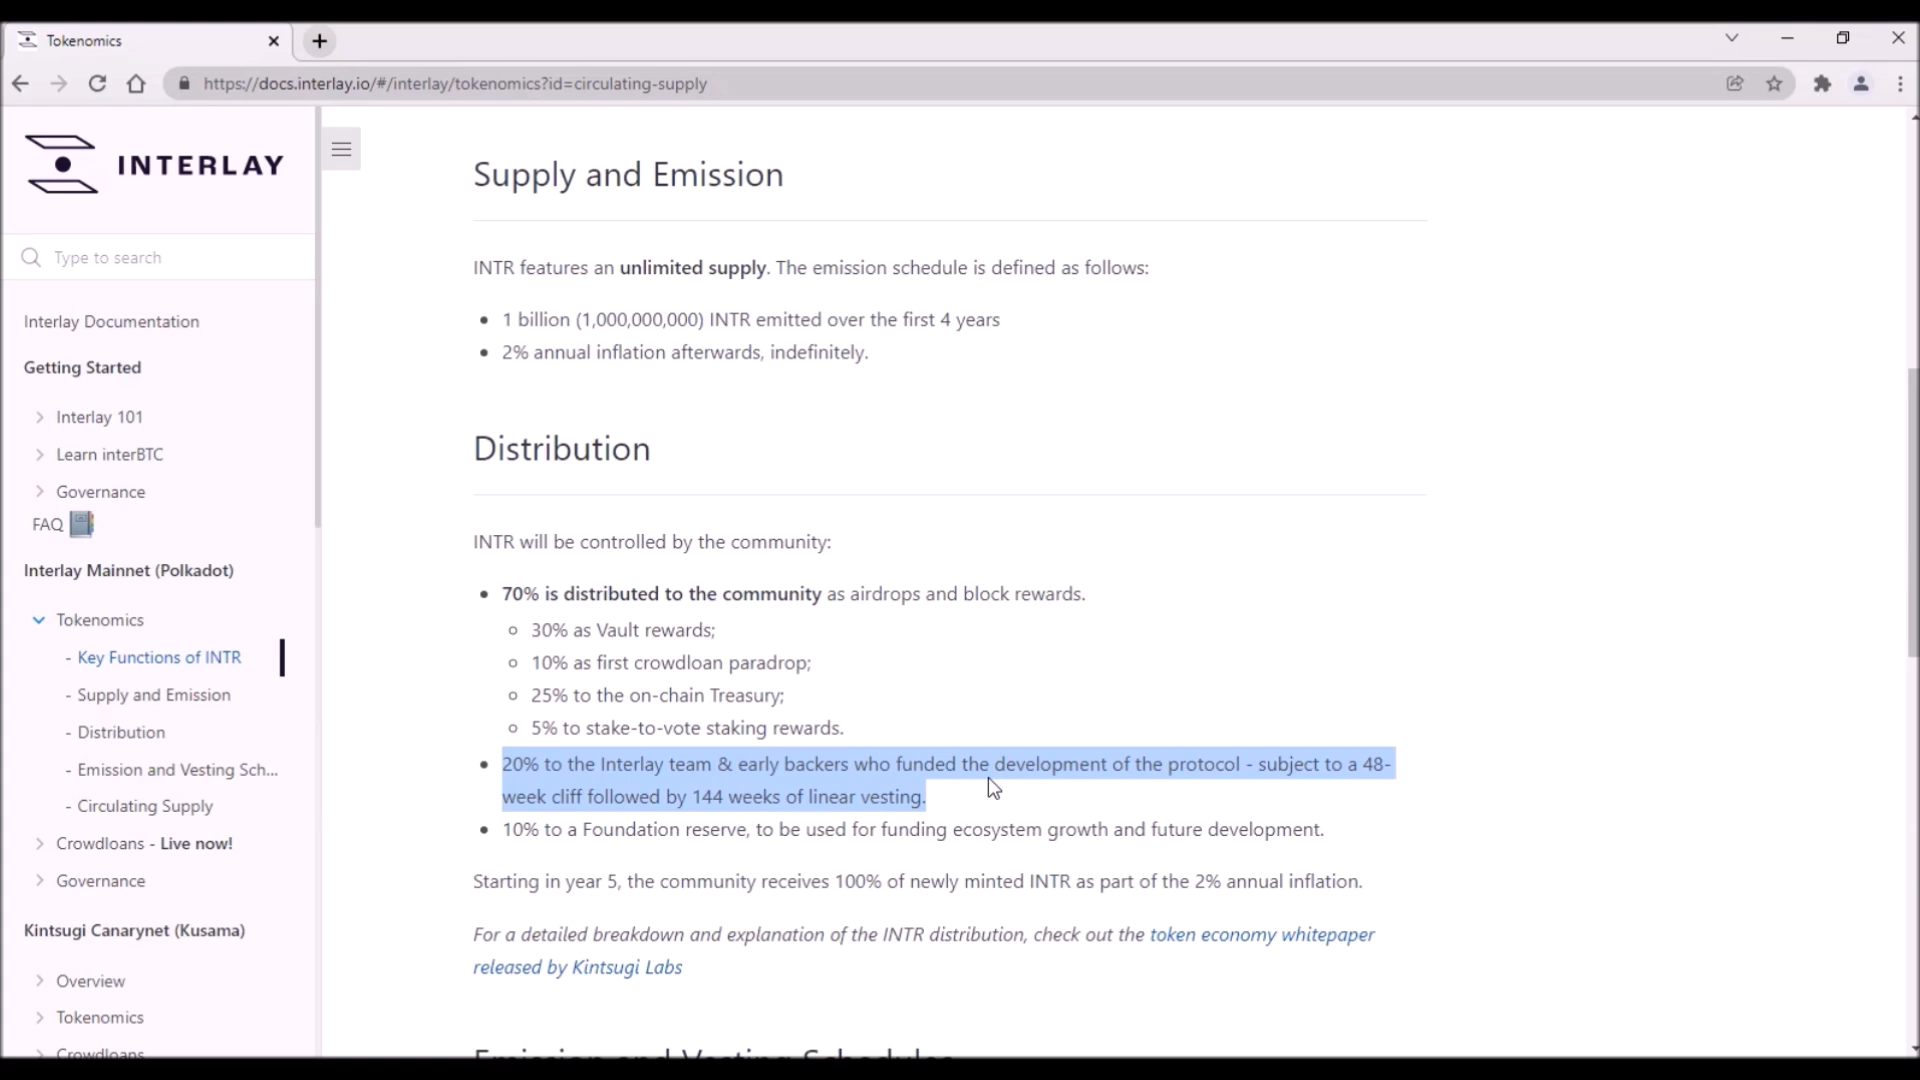 Tokenomics
https://docs.interlay.io/#/interlay/tokenomics?id=circulating-supply
INTERLAY
Type to search
Interlay Documentation
Getting Started
Interlay 101
Learn interBTC
Governance
FAQ
Interlay Mainnet (Polkadot)
Tokenomics
- Key Functions of INTR
- Supply and Emission
- Distribution
- Emission and Vesting Sch...
- Circulating Supply
Crowdloans - Live now!
Governance
Kintsugi Canarynet (Kusama)
Overview
Tokenomics
Crowdloans
Supply and Emission
INTR features an unlimited supply. The emission schedule is defined as follows:
• 1 billion (1,000,000,000) INTR emitted over the first 4 years
• 2% annual inflation afterwards, indefinitely.
Distribution
INTR will be controlled by the community:
• 70% is distributed to the community as airdrops and block rewards.
○ 30% as Vault rewards;
○ 10% as first crowdloan paradrop;
○ 25% to the on-chain Treasury;
○ 5% to stake-to-vote staking rewards.
• 20% to the Interlay team & early backers who funded the development of the protocol - subject to a 48-
week cliff followed by 144 weeks of linear vesting.
• 10% to a Foundation reserve, to be used for funding ecosystem growth and future development.
Starting in year 5, the community receives 100% of newly minted INTR as part of the 2% annual inflation.
For a detailed breakdown and explanation of the INTR distribution, check out the token economy whitepaper
released by Kintsugi Labs
Emission and Vesting Schedules